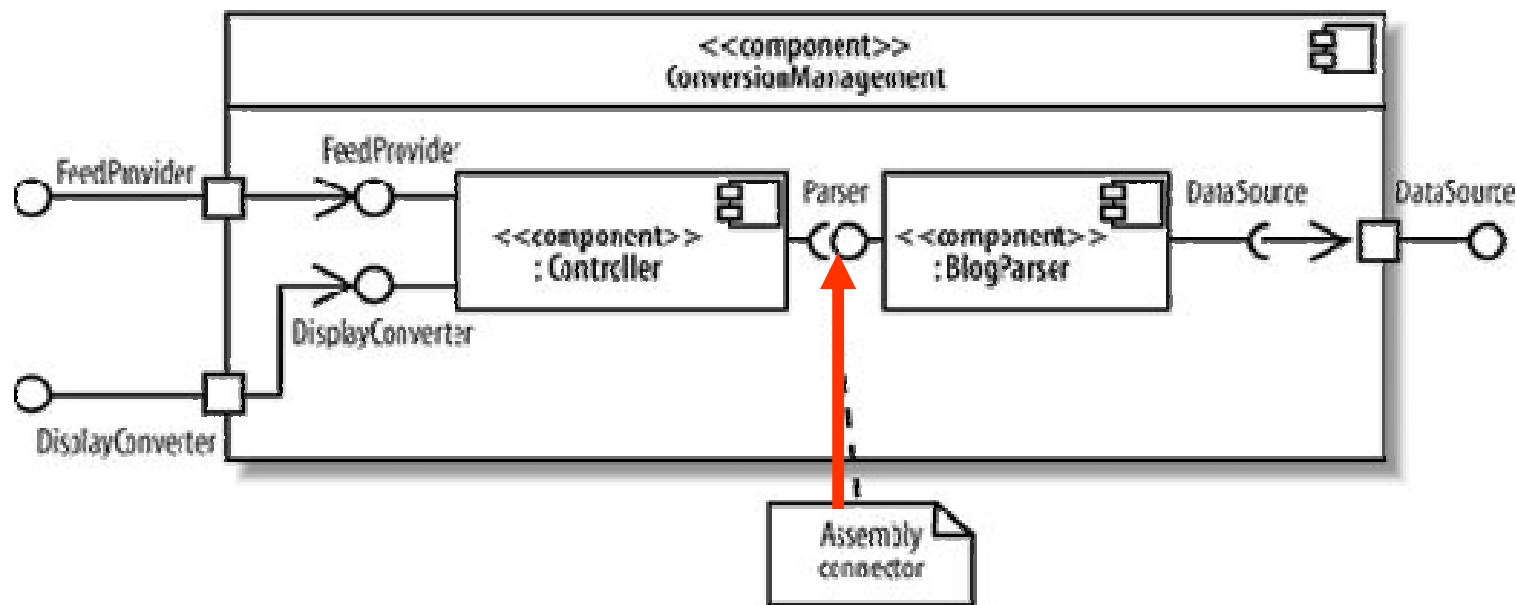 <<component>>
ConversionManagement
FeedProvider
FeedProvider
<<component>>
: Controller
Parser
<<component>>
: BlogParser
DataSource
DataSource
DisplayConverter
DisplayConverter
Assembly
connector